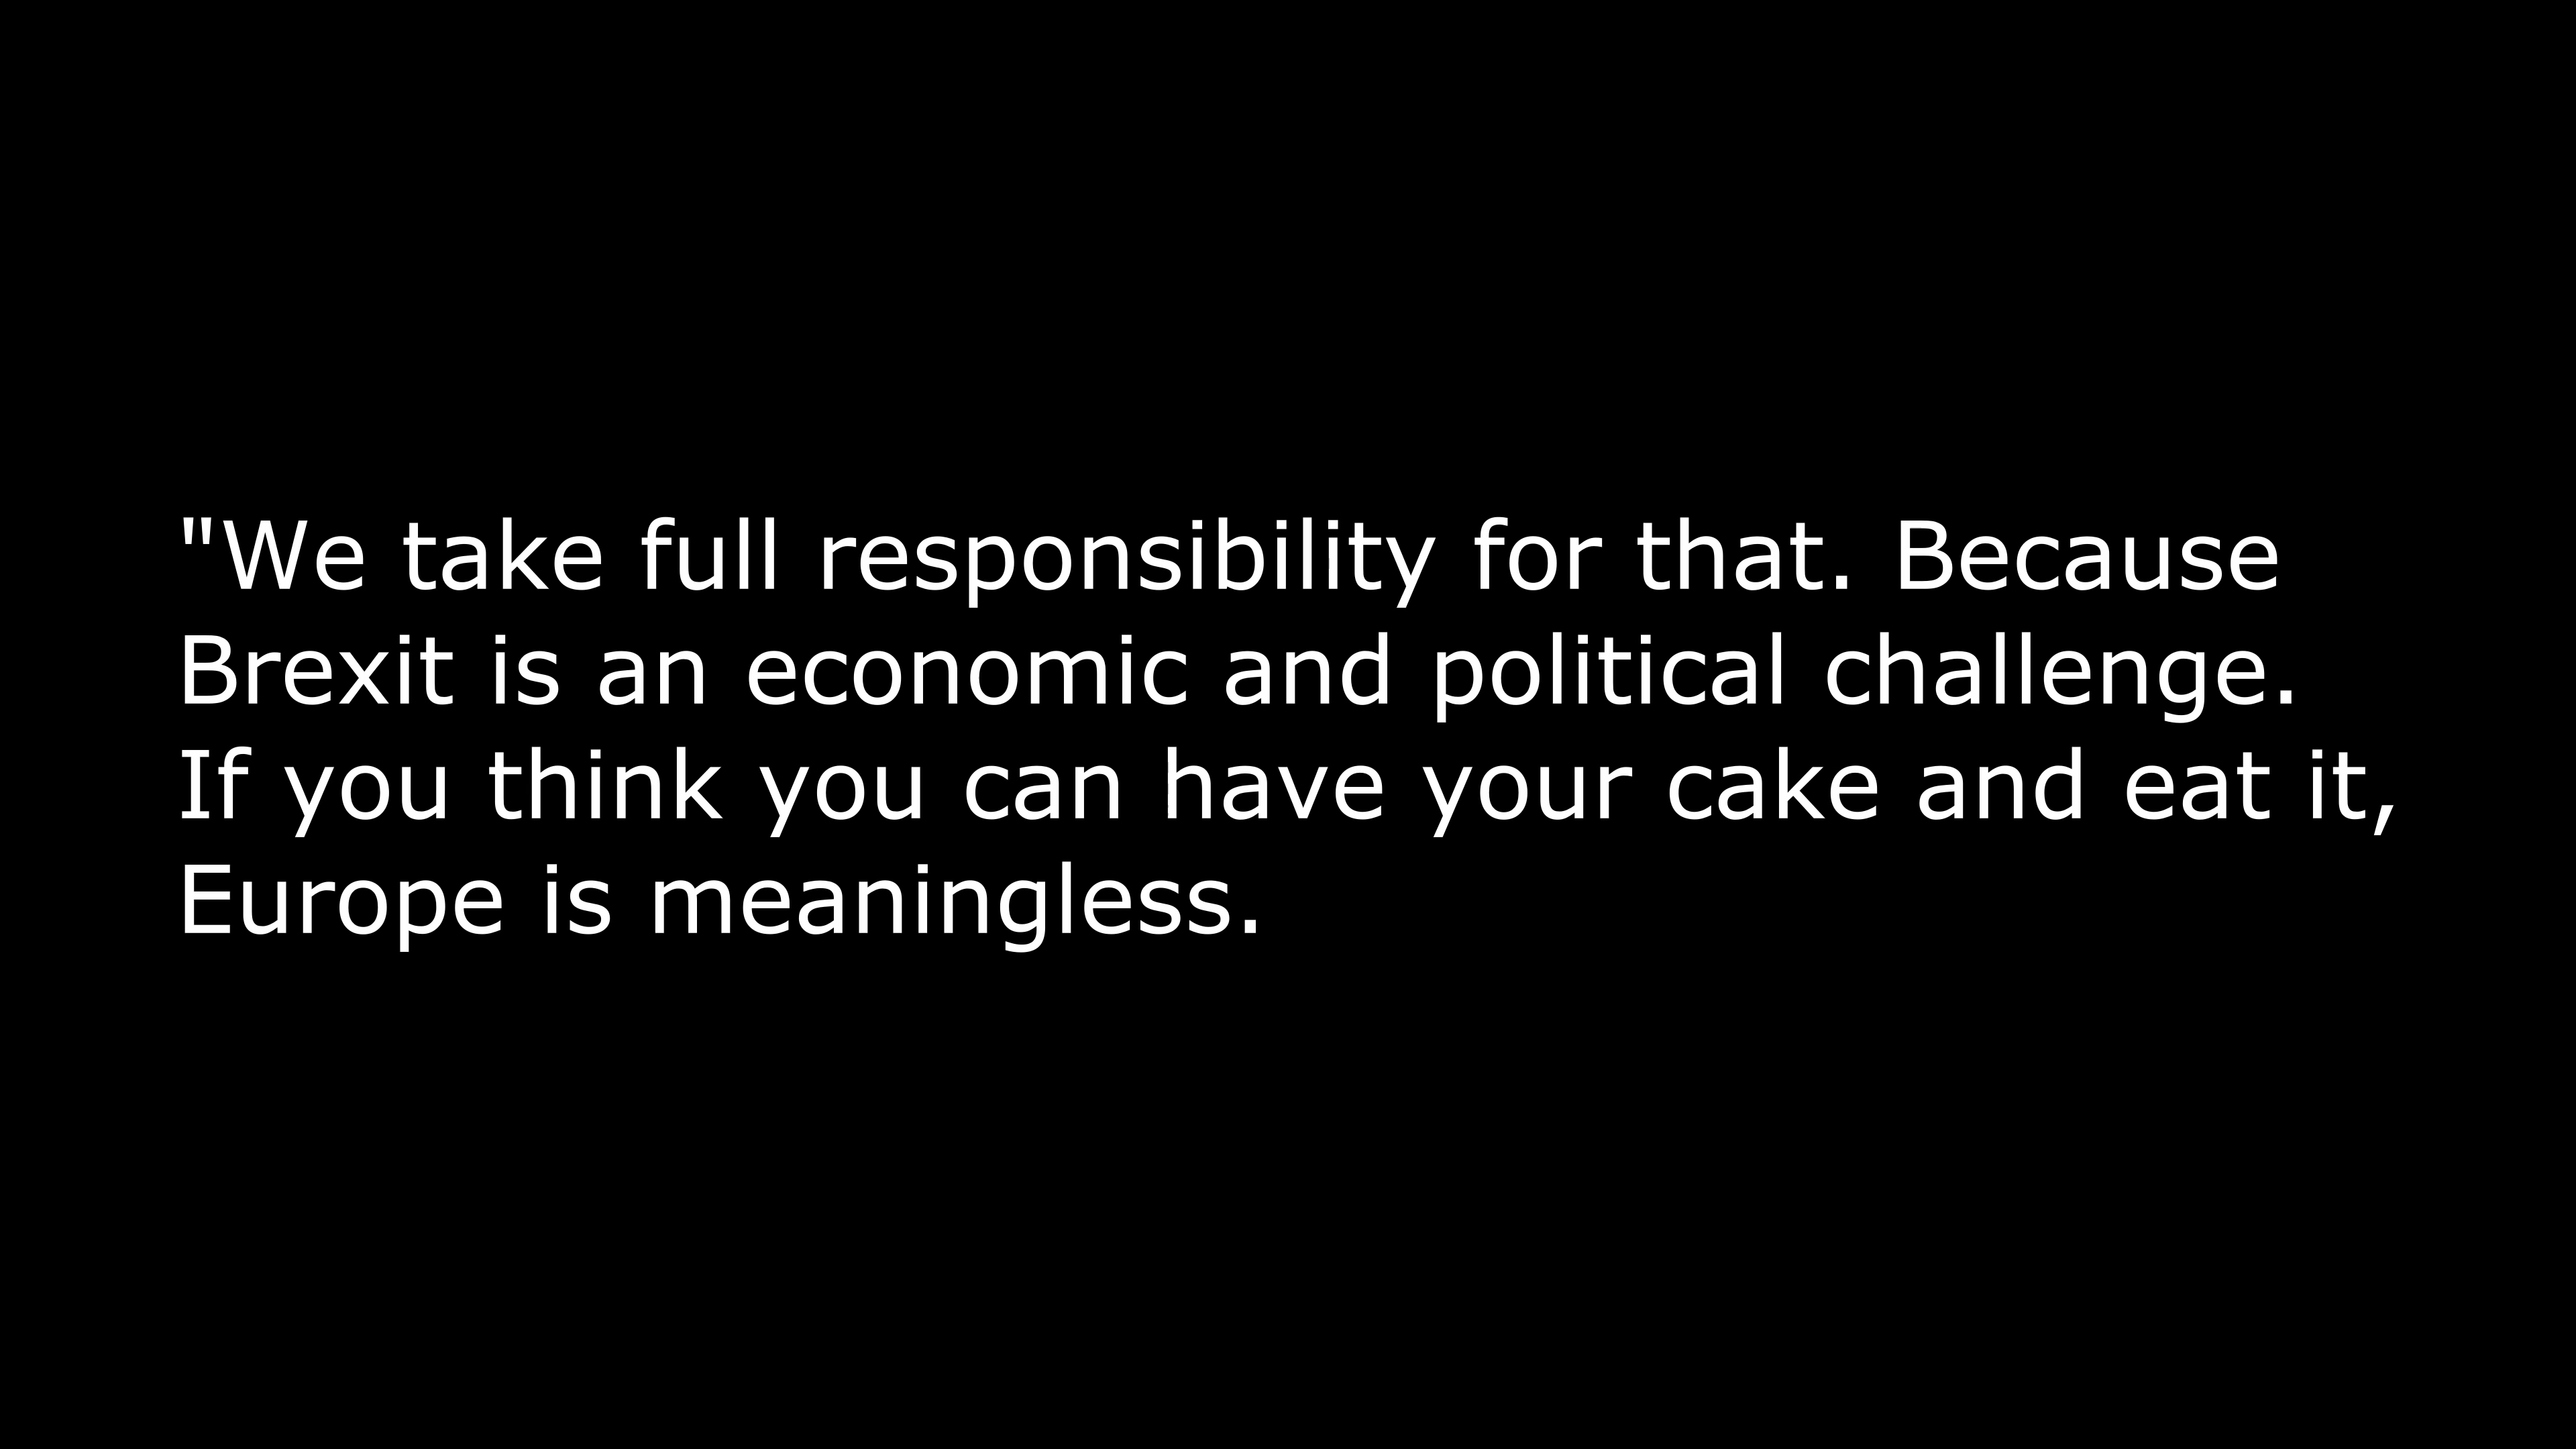 "We take full responsibility for that. Because
Brexit is an economic and political challenge.
If you think you can have your cake and eat it,
Europe is meaningless.